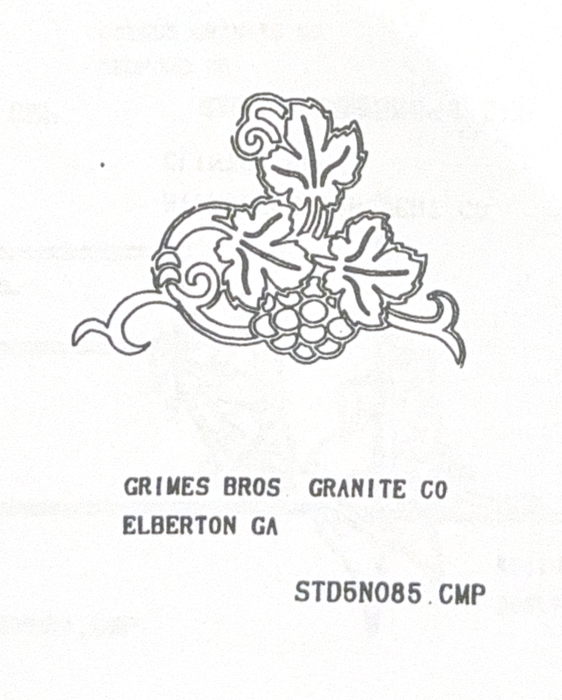 GRIMES BROS. GRANITE CO
ELBERTON GA
STD5N085.CMP